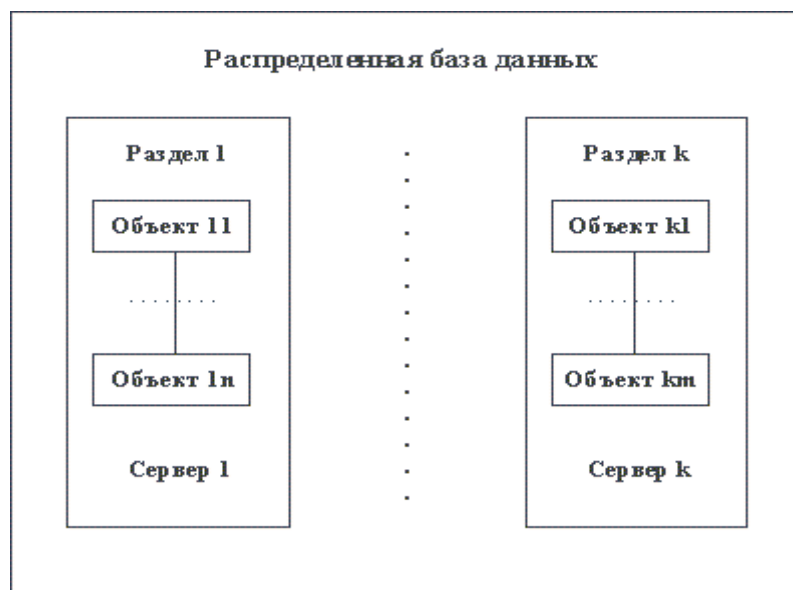 Распределенная база данных
Раздел 1
Объект 11
Объект 1n
Сервер 1
Раздел k
Объект k1
Объект km
Сервер k